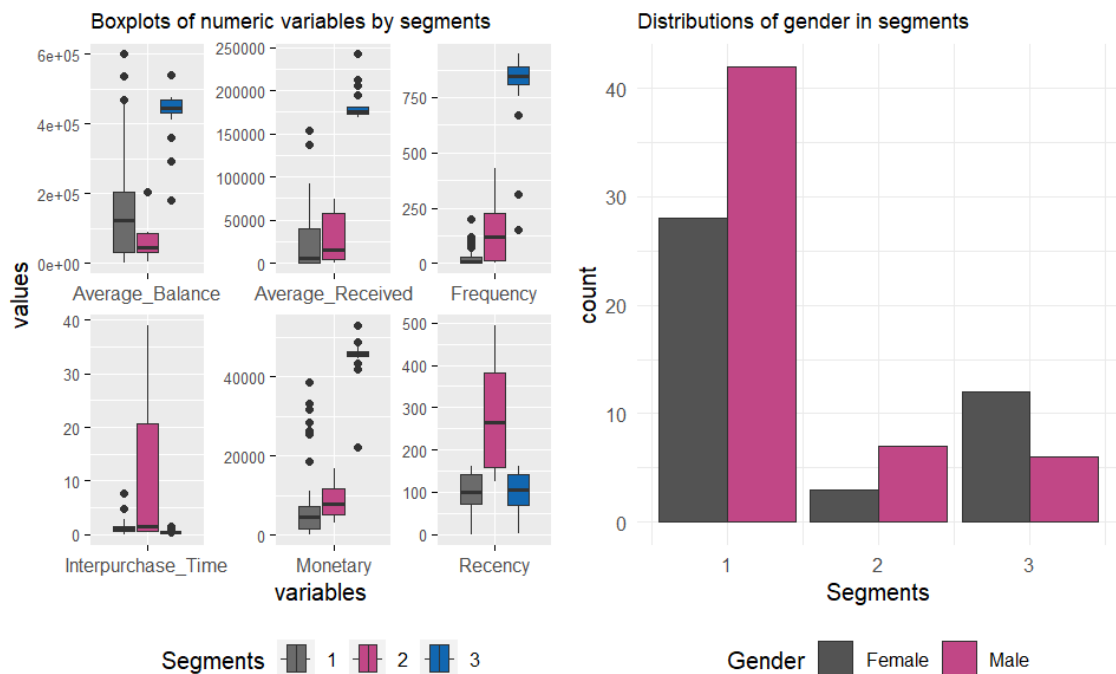 Boxplots of numeric variables by segments
values
6e+05
4e+05
2e+05
0e+00
Average_Balance
250000
200000
150000
100000
50000
0
Average_Received
750
500
250
0
Frequency
40
30
20
10
0
Interpurchase_Time
40000
20000
0
Monetary
500
400
300
200
100
0
Recency
variables
Segments 1 2 3
Distributions of gender in segments
count
40
30
20
10
0
1 2 3
Segments
Gender Female Male